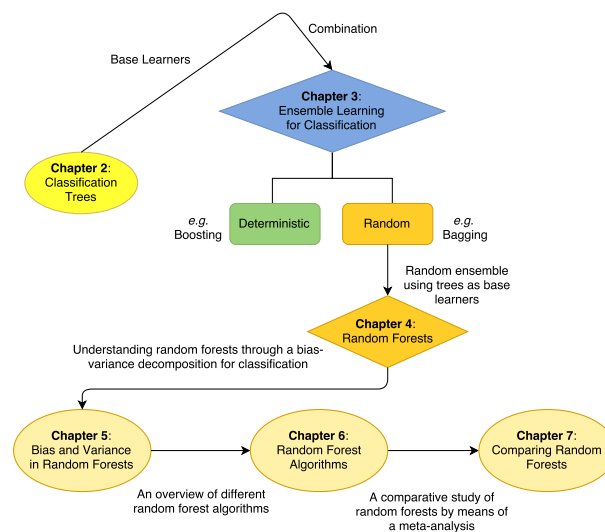 Combination
Base Learners
Chapter 3:
Ensemble Learning
for Classification
Chapter 2:
Classification
Trees
e.g.
Boosting
Deterministic
Random
e.g.
Bagging
Random ensemble
using trees as base
learners
Chapter 4:
Random Forests
Understanding random forests through a bias-
variance decomposition for classification
Chapter 5:
Bias and Variance
in Random Forests
Chapter 6:
Random Forest
Algorithms
Chapter 7:
Comparing Random
Forests
An overview of different
random forest algorithms
A comparative study of
random forests by means of
a meta-analysis